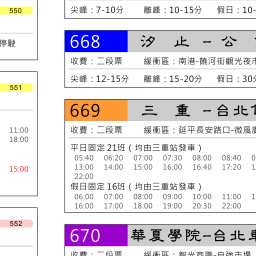 550
停駛
551
11:00
18:00
15:00
552
尖峰：7-10分 離峰：10-15分 假日：10-
668 汐 止 - 公
收費：二段票 緩衝區：南港-饒河街觀光夜市
尖峰：12-15分 離峰：15-20分 假日：30分
669 三 重 - 台北
收費：二段票 緩衝區：延平長安路口-微風
平日固定 21班（均由三重站發車）
05:40 06:20 07:00 07:30 08:00 08:40
13:00 14:00 15:00 16:00 16:40 17:20
22:00
假日固定 16班（均由三重站發車）
06:00 07:00 08:00 09:00 10:00 11:00
16:00 17:00 18:00 19:00 20:30 22:00
670 華夏學院-台北車